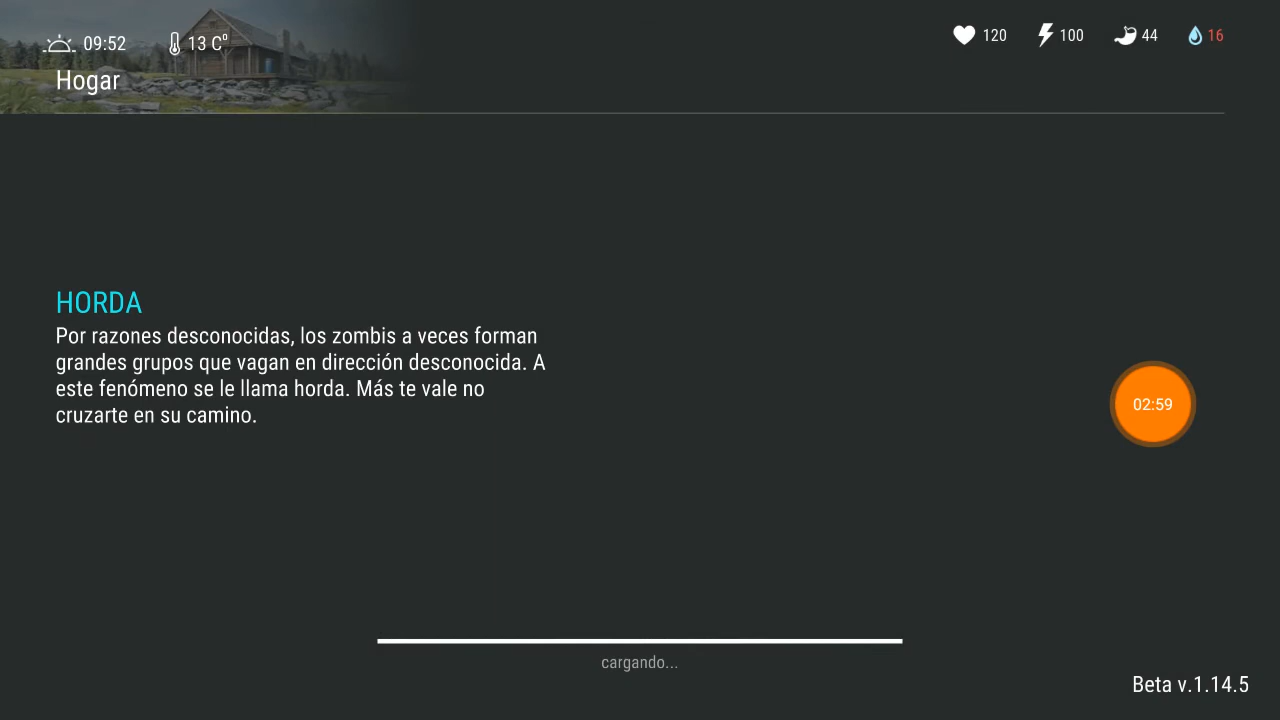 09:52 13 C° 120 100 44 16
Hogar
HORDA
Por razones desconocidas, los zombis a veces forman
grandes grupos que vagan en dirección desconocida. A
este fenómeno se le llama horda. Más te vale no
cruzarte en su camino.
02:59
cargando...
Beta v.1.14.5